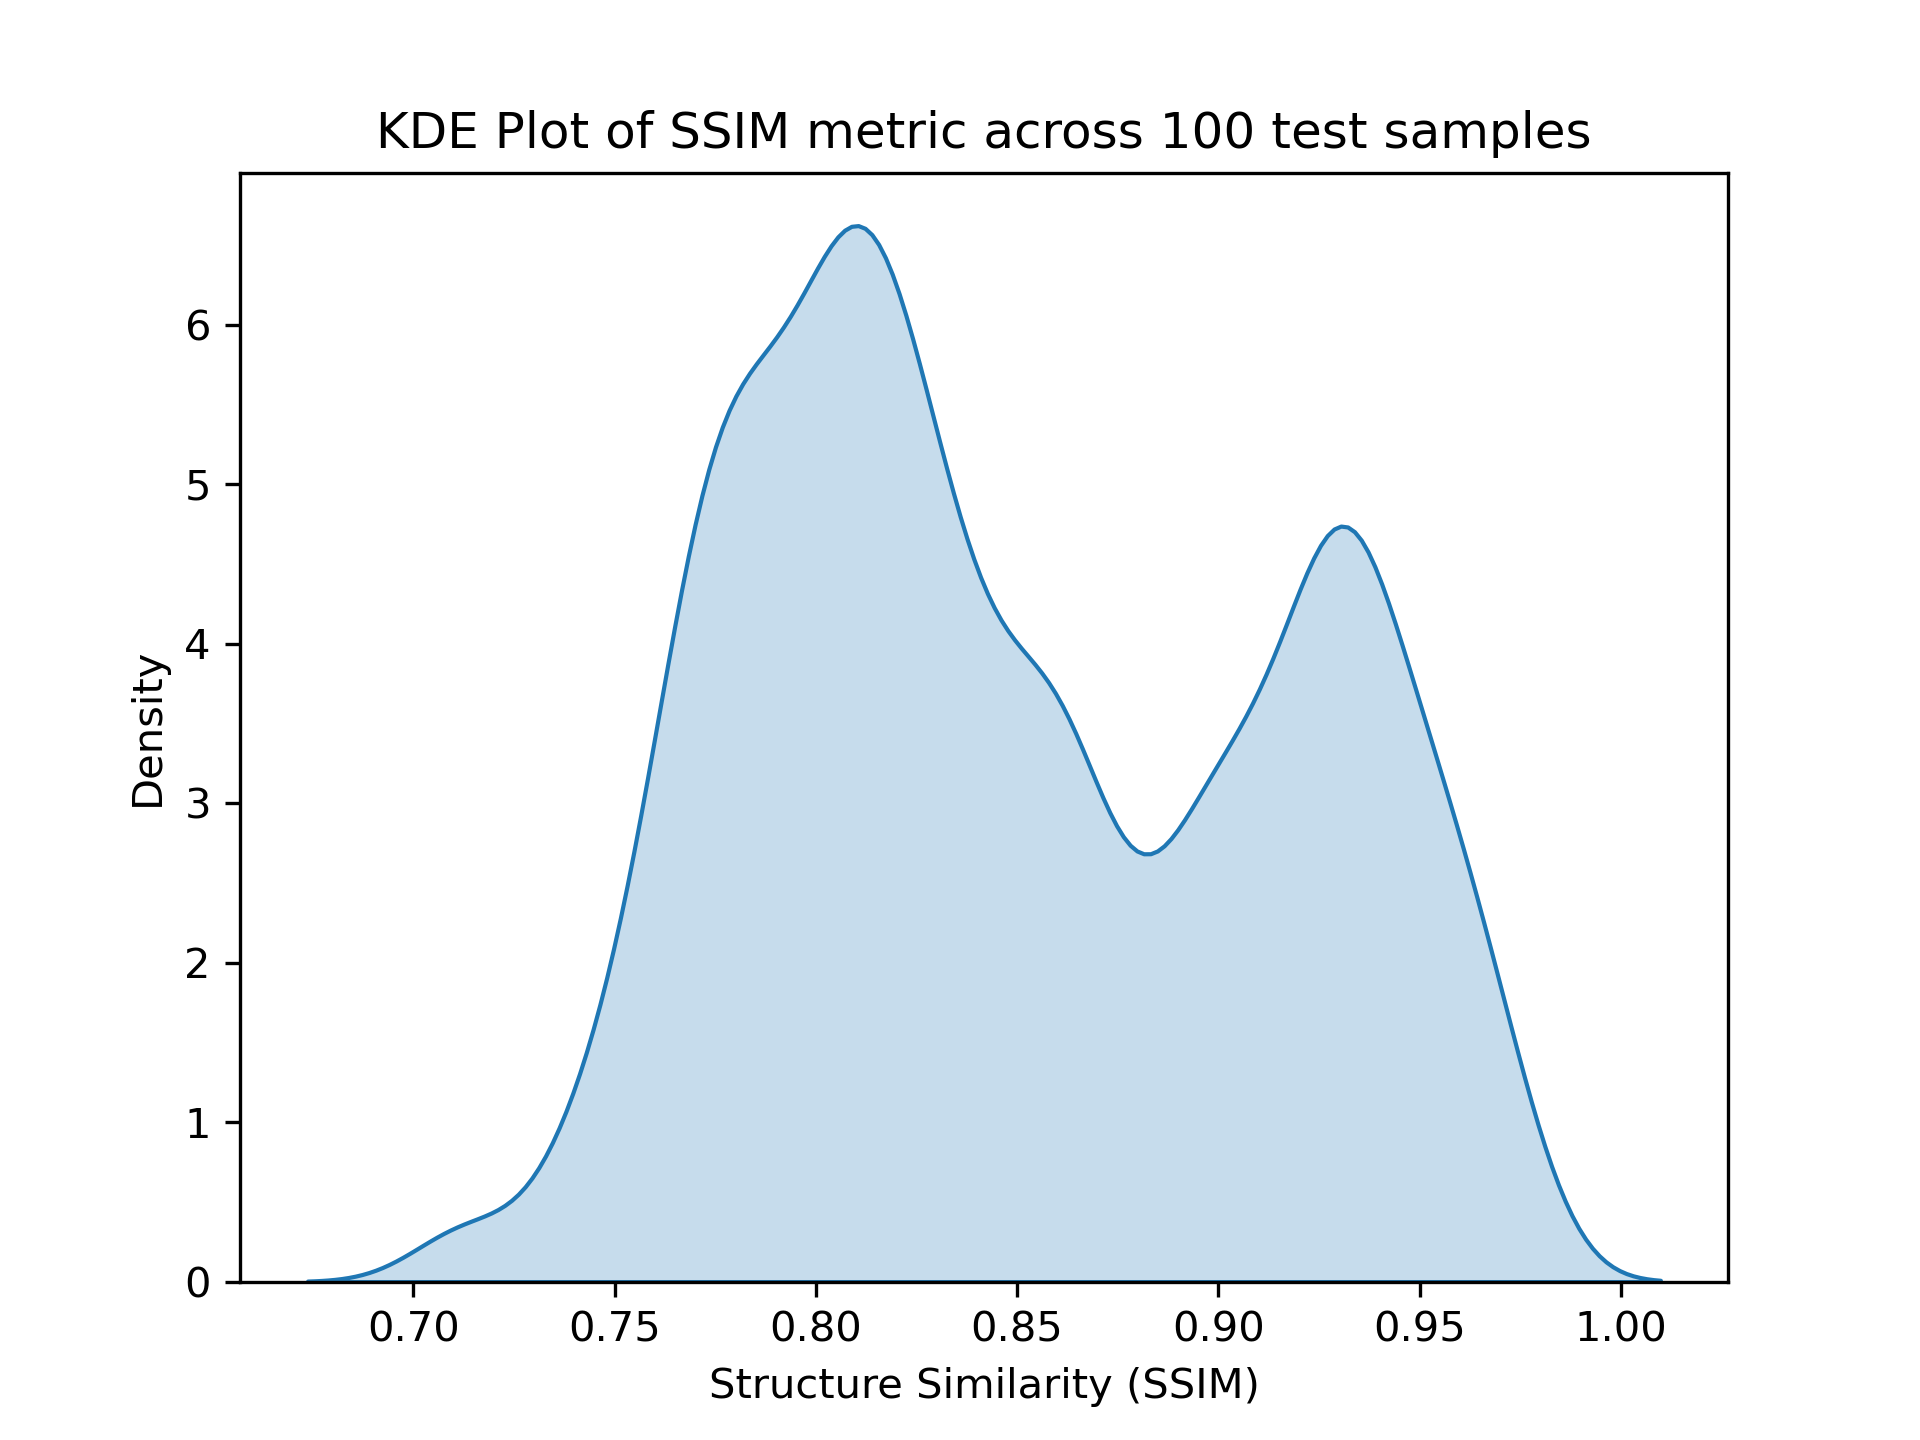 KDE Plot of SSIM metric across 100 test samples
Density
6
5
4
3
2
1
0
0.70 0.75 0.80 0.85 0.90 0.95 1.00
Structure Similarity (SSIM)